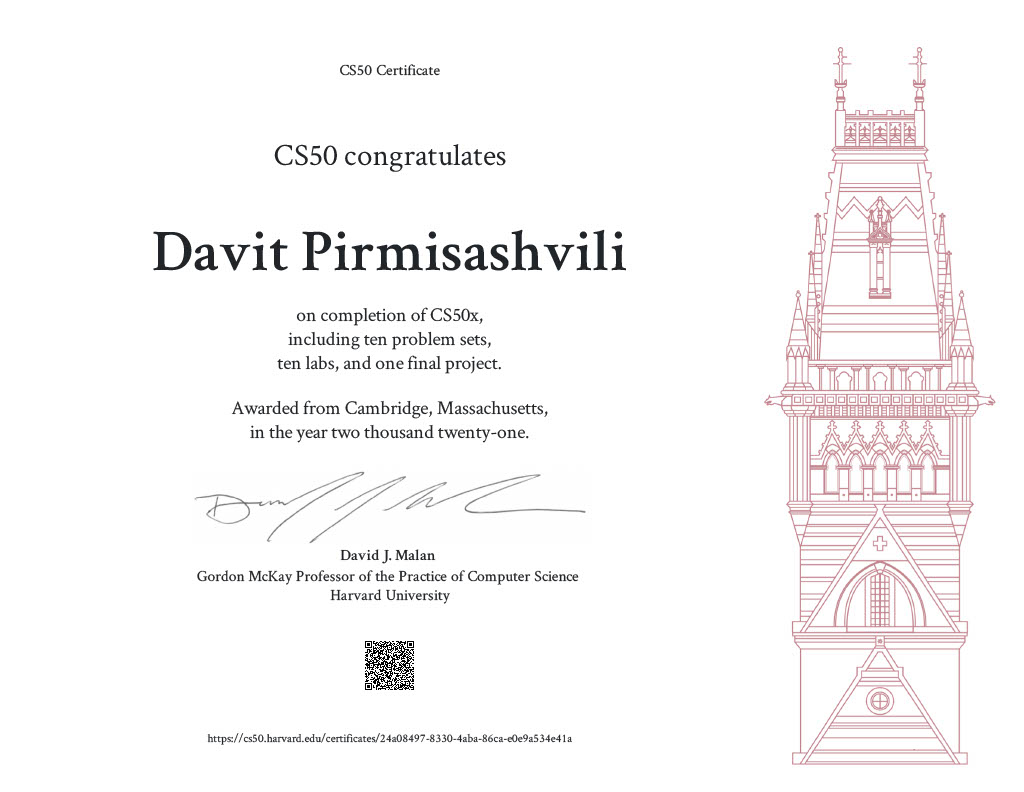 CS50 Certificate
CS50 congratulates
Davit Pirmisashvili
on completion of CS50x,
including ten problem sets,
ten labs, and one final project.
Awarded from Cambridge, Massachusetts,
in the year two thousand twenty-one.
David J. Malan
Gordon McKay Professor of the Practice of Computer Science
Harvard University
https://cs50.harvard.edu/certificates/24a08497-8330-4aba-86ca-e0e9a534e41a